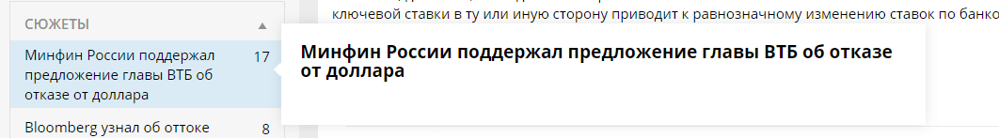 СЮЖЕТЫ
Минфин России поддержал 17
предложение главы ВТБ об
отказе от доллара
Bloomberg узнал об оттоке 8
ключевой ставки в ту или иную сторону приводит к равнозначному изменению ставок по банко
Минфин России поддержал предложение главы ВТБ об отказе
от доллара